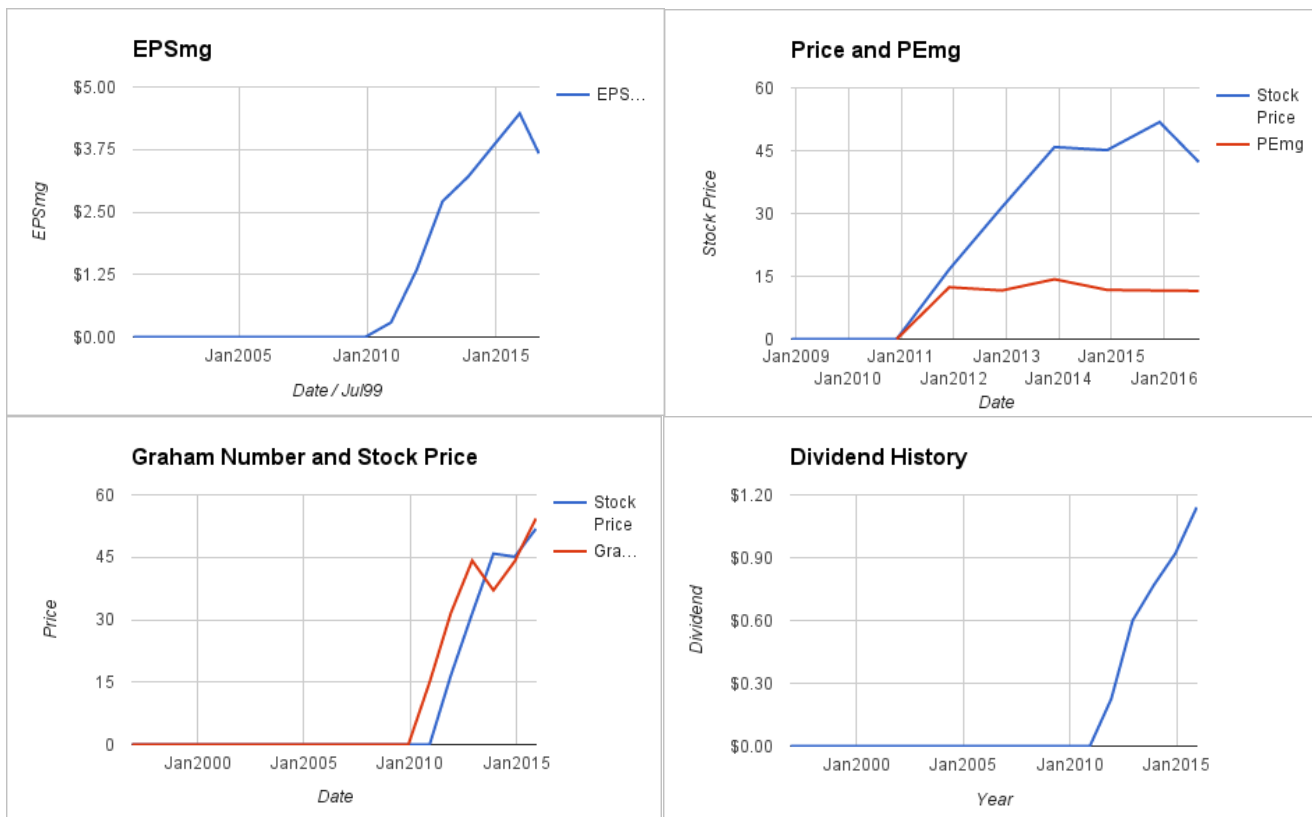 EPSmg
$5.00
$3.75
$2.50
$1.25
$0.00
EPSmg
Jan2005
Jan2010
Jan2015
Date / Jul99
EPS…
Price and PEmg
60
45
30
15
0
Stock Price
Jan2009
Jan2010
Jan2011
Jan2012
Jan2013
Jan2014
Jan2015
Jan2016
Date
Stock
Price
PEmg
Graham Number and Stock Price
60
45
30
15
0
Price
Jan2000
Jan2005
Jan2010
Jan2015
Date
Stock
Price
Gra…
Dividend History
$1.20
$0.90
$0.60
$0.30
$0.00
Dividend
Jan2000
Jan2005
Jan2010
Jan2015
Year